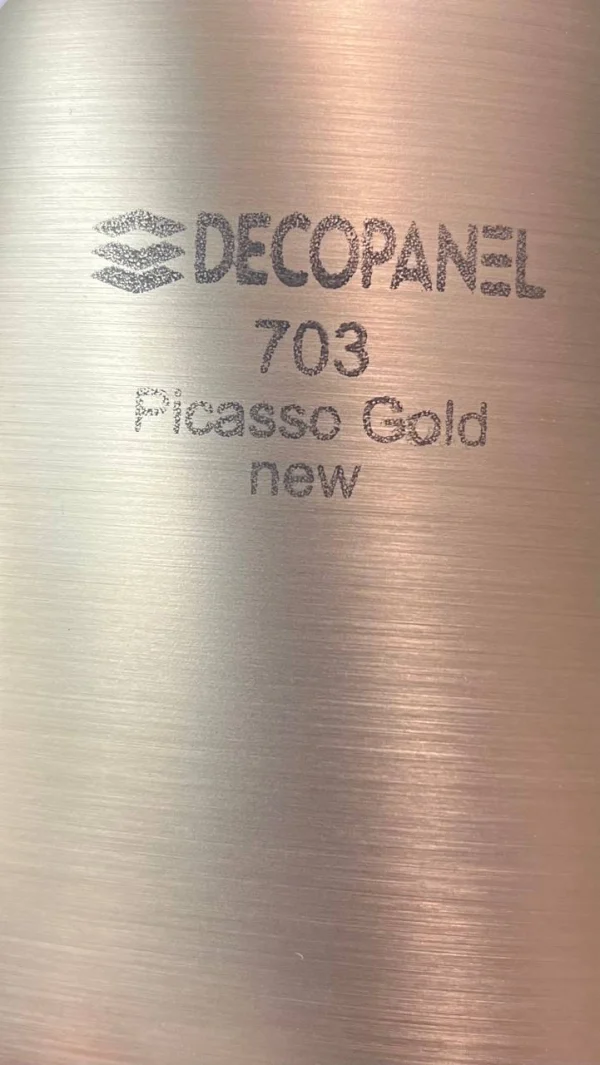 DECOPANEL
703
Picasso Gold
new